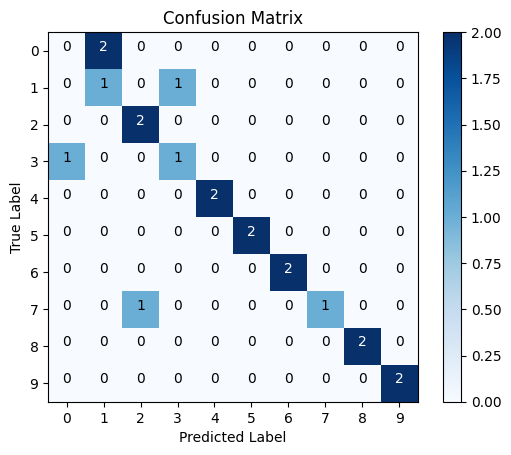 Confusion Matrix
0 0 2 0 0 0 0 0 0 0 0
1 0 1 0 1 0 0 0 0 0 0
2 0 0 2 0 0 0 0 0 0 0
3 1 0 0 1 0 0 0 0 0 0
4 0 0 0 0 2 0 0 0 0 0
5 0 0 0 0 0 2 0 0 0 0
6 0 0 0 0 0 0 2 0 0 0
7 0 0 1 0 0 0 0 1 0 0
8 0 0 0 0 0 0 0 0 2 0
9 0 0 0 0 0 0 0 0 0 2
0 1 2 3 4 5 6 7 8 9
Predicted Label
True Label
2.00
1.75
1.50
1.25
1.00
0.75
0.50
0.25
0.00